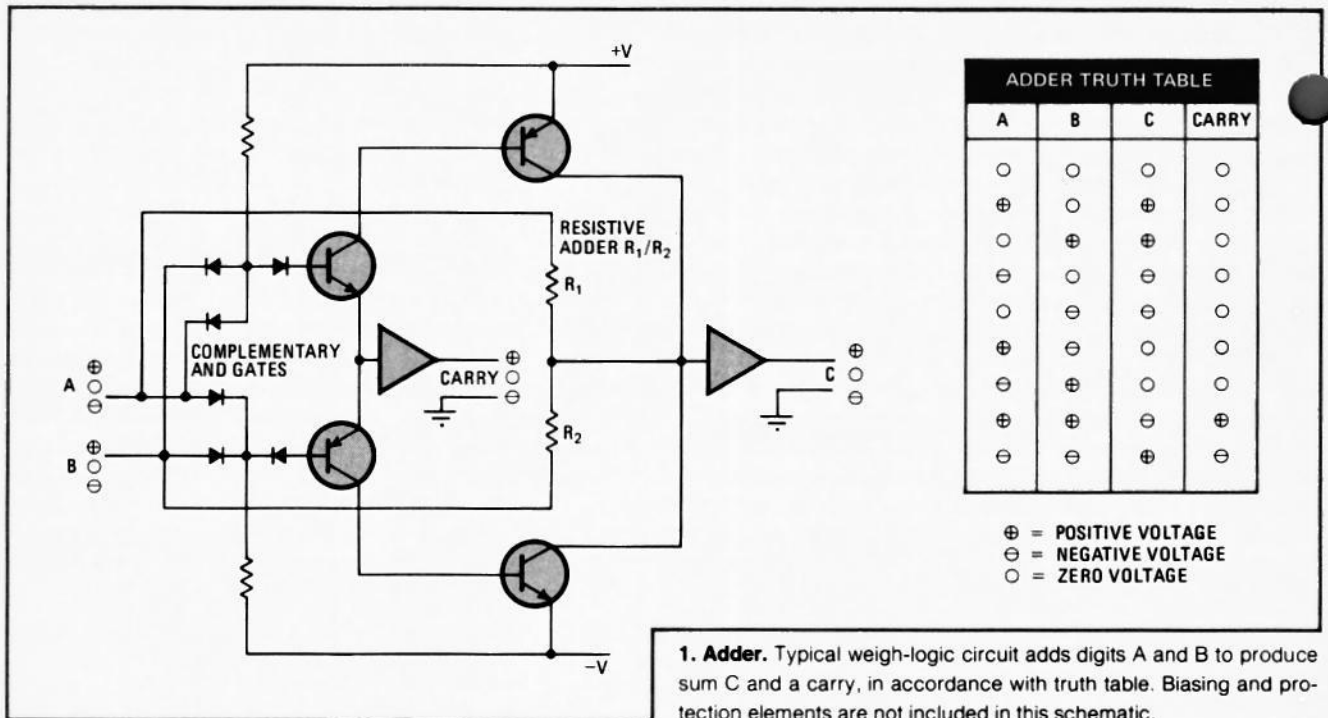 +V
RESISTIVE
ADDER R₁/R₂
R₁
COMPLEMENTARY
AND GATES
A
⊕
○
⊖
CARRY
⊕
○
⊖
C
⊕
○
⊖
B
⊕
○
⊖
R₂
−V
ADDER TRUTH TABLE
A B C CARRY
○ ○ ○ ○
⊕ ○ ⊕ ○
○ ⊕ ⊕ ○
⊖ ○ ⊖ ○
○ ⊖ ⊖ ○
⊕ ⊖ ○ ○
⊖ ⊕ ○ ○
⊕ ⊕ ⊖ ⊕
⊖ ⊖ ⊕ ⊖
⊕ = POSITIVE VOLTAGE
⊖ = NEGATIVE VOLTAGE
○ = ZERO VOLTAGE
1. Adder. Typical weigh-logic circuit adds digits A and B to produce
sum C and a carry, in accordance with truth table. Biasing and pro-
tection elements are not included in this schematic.